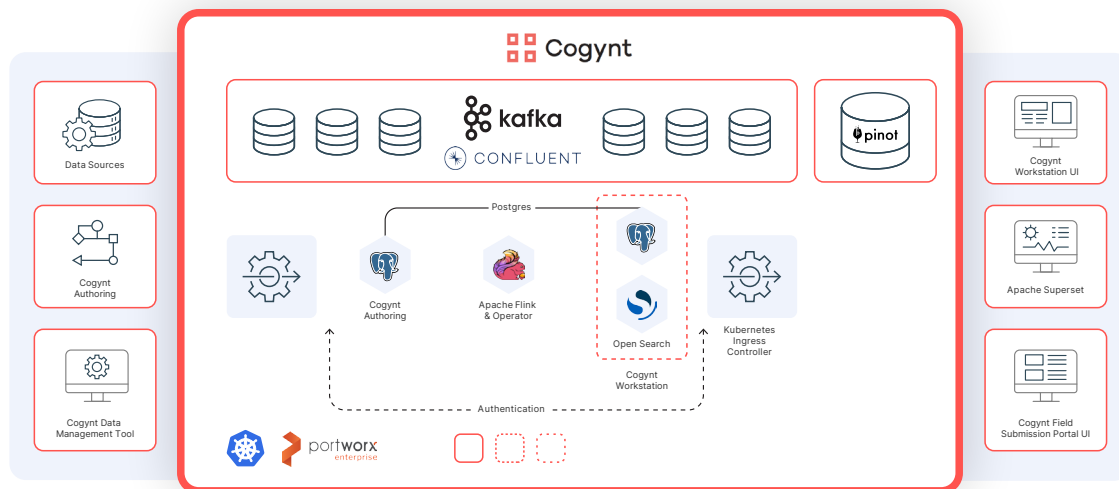 Cogynt
Data Sources
Cogynt
Authoring
Cogynt Data
Management Tool
kafka
CONFLUENT
pinot
Postgres
Cogynt
Authoring
Apache Flink
& Operator
Open Search
Cogynt
Workstation
Kubernetes
Ingress
Controller
Authentication
portworx
enterprise
Cogynt
Workstation UI
Apache Superset
Cogynt Field
Submission Portal UI